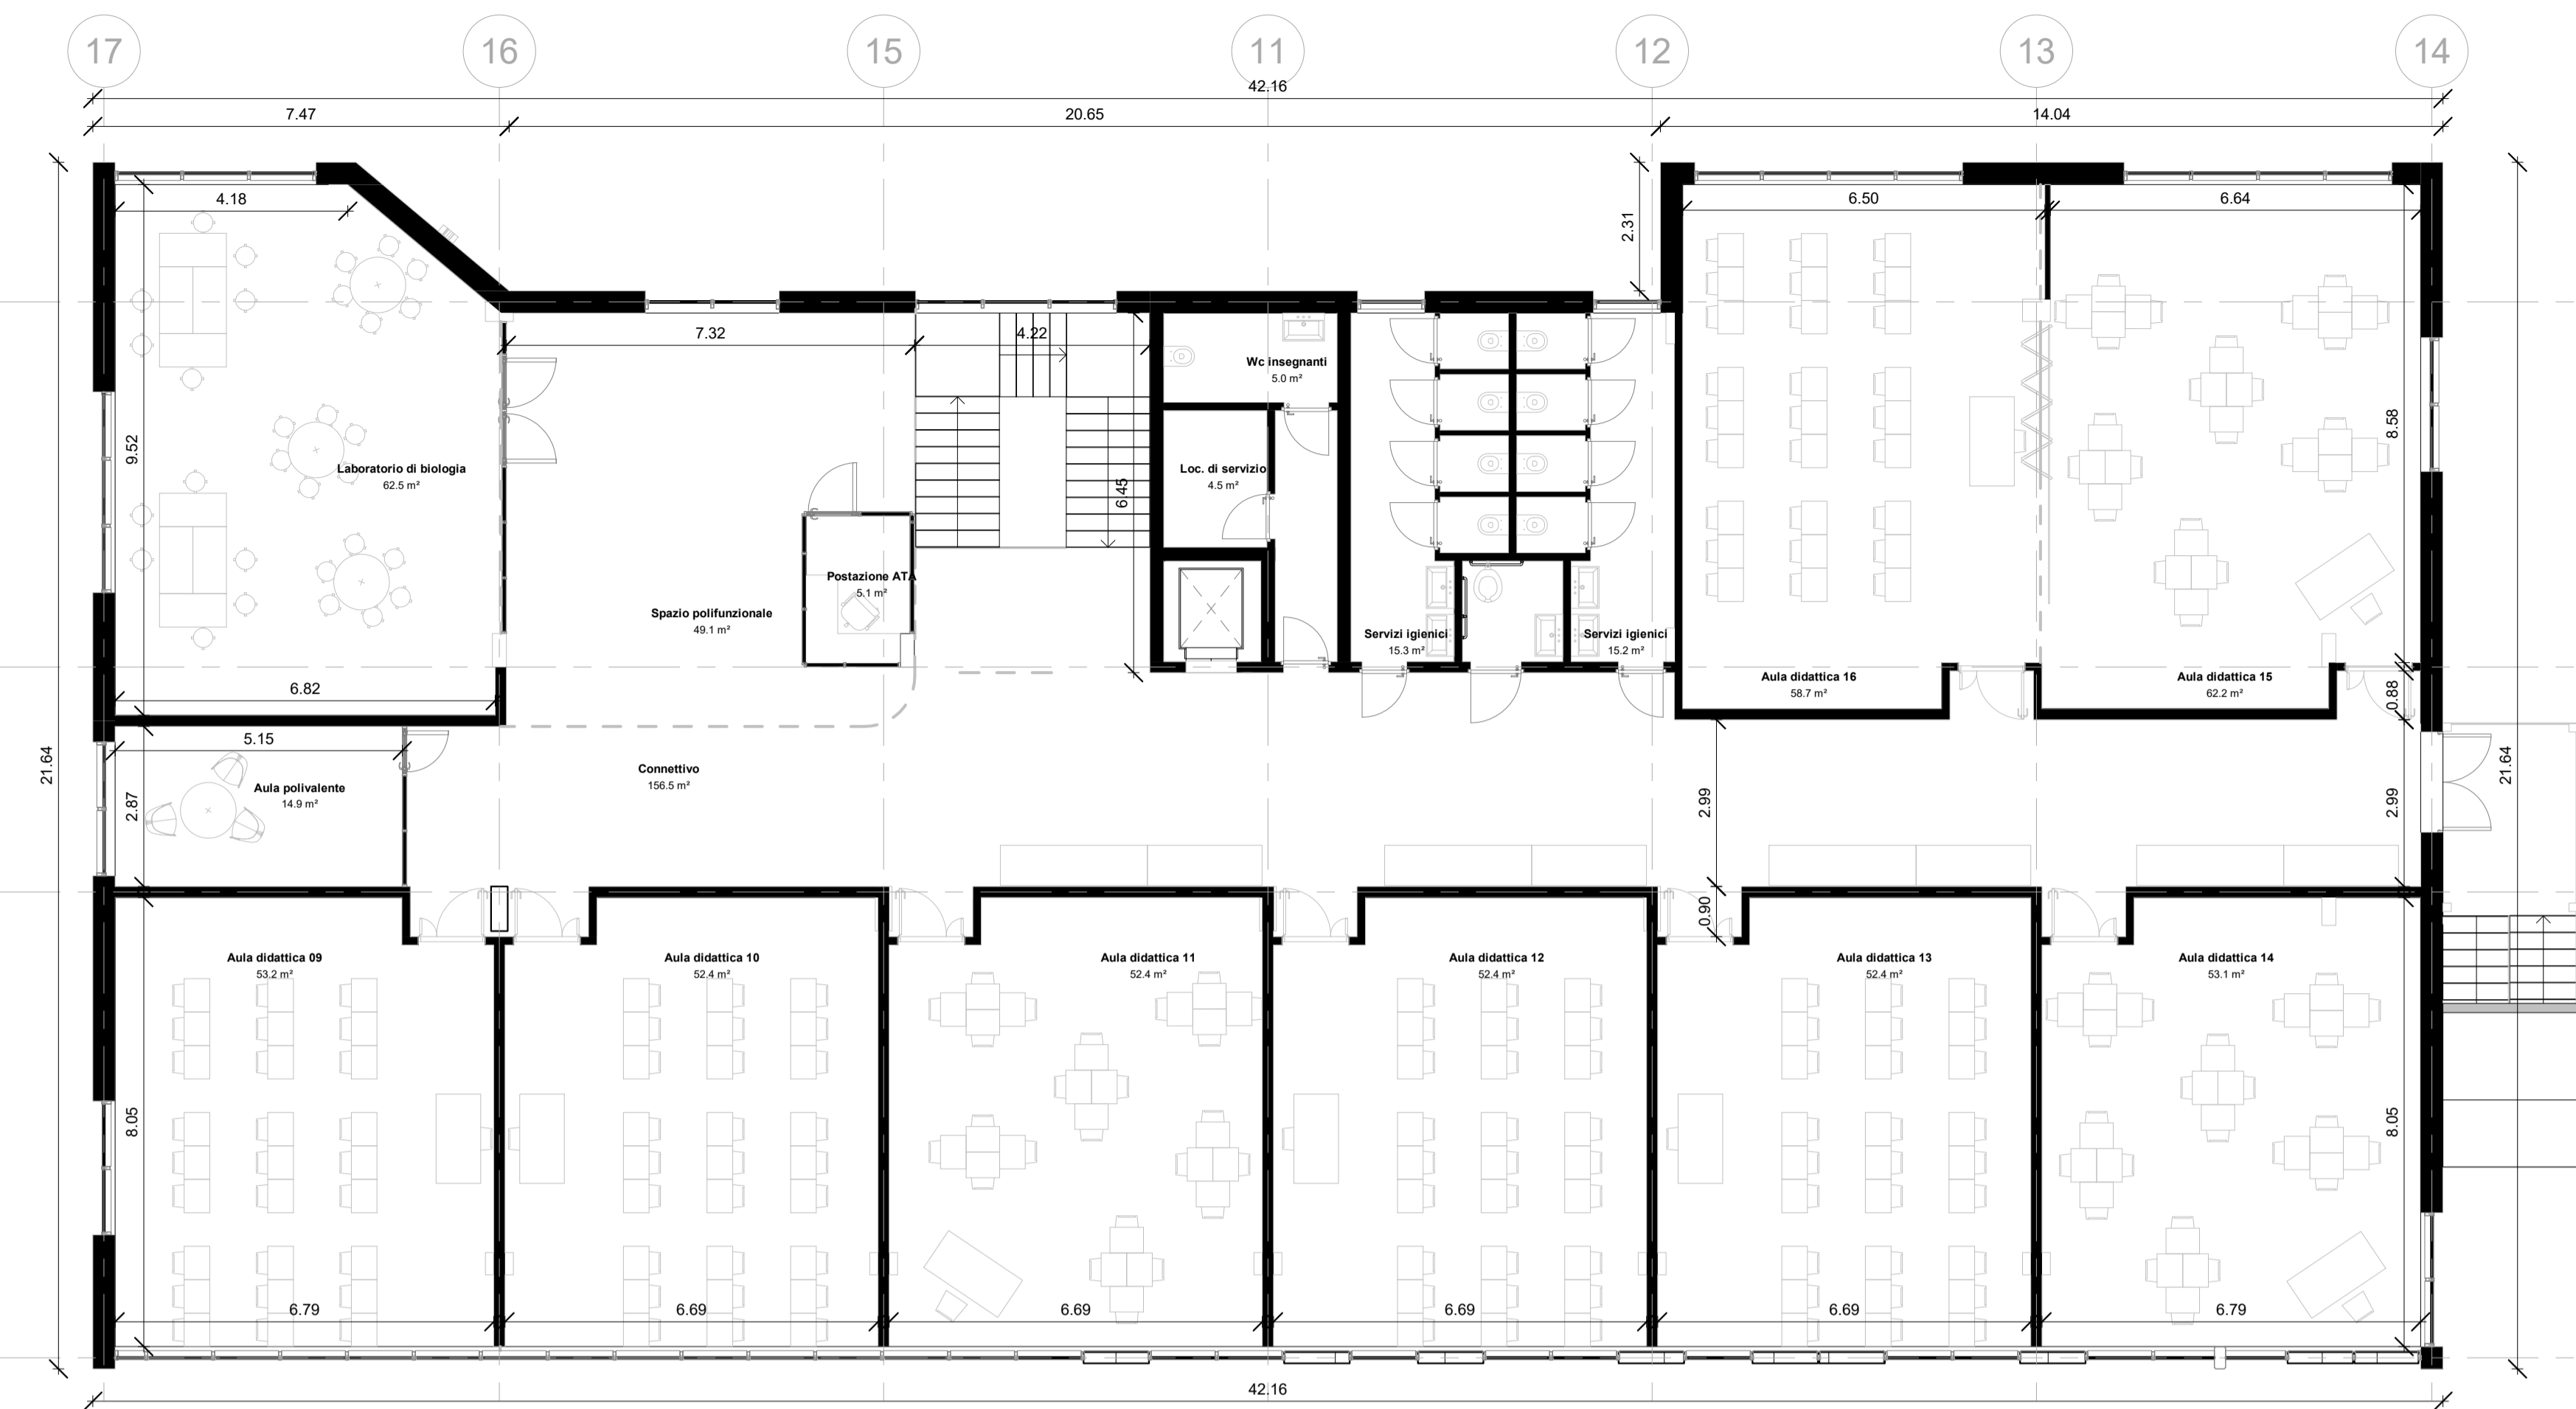 17 16 15 11 12 13 14
42.16
7.47 20.65 14.04
4.18 6.50 6.64
2.31
7.32 4.22
Wc insegnanti
5.0 m²
9.52
8.58
Laboratorio di biologia
62.5 m²
Loc. di servizio
4.5 m²
6.45
Postazione ATA
5.1 m²
Spazio polifunzionale
49.1 m²
Servizi igienici
15.3 m²
Servizi igienici
15.2 m²
6.82
Aula didattica 16
58.7 m²
Aula didattica 15
62.2 m²
0.88
5.15
21.64
21.64
Connettivo
156.5 m²
Aula polivalente
14.9 m²
2.87
2.99
2.99
0.90
Aula didattica 09
53.2 m²
Aula didattica 10
52.4 m²
Aula didattica 11
52.4 m²
Aula didattica 12
52.4 m²
Aula didattica 13
52.4 m²
Aula didattica 14
53.1 m²
8.05
8.05
6.79 6.69 6.69 6.69 6.69 6.79
42.16